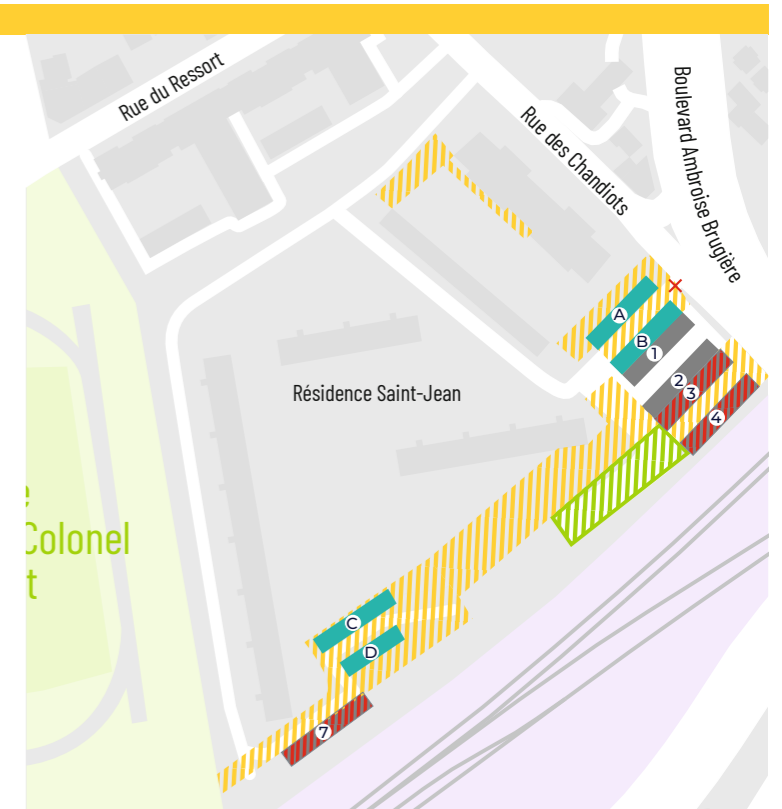 Rue du Ressort
Rue des Chandiots
Boulevard Ambroise Brugière
A
B
1
2
3
4
Résidence Saint-Jean
Colonel
C
D
7